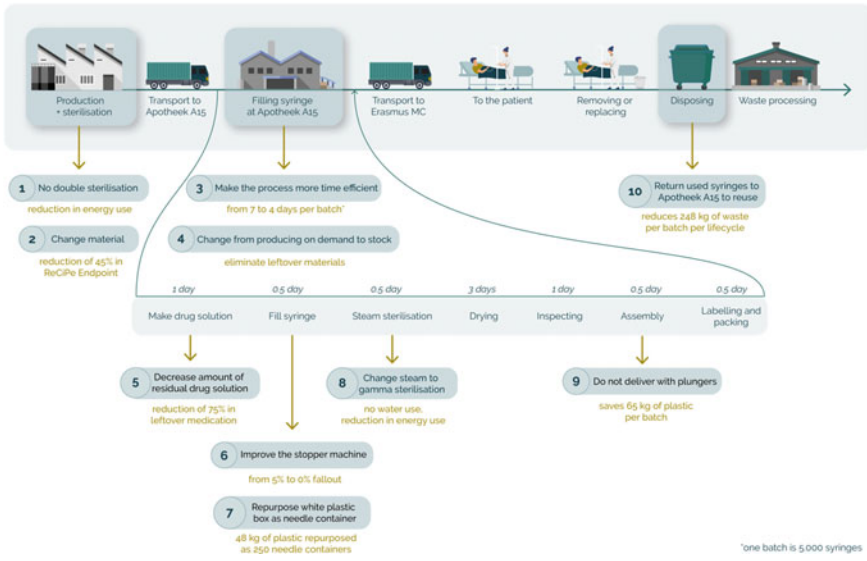 Production
+ sterilisation
Transport to
Apotheek A15
Filling syringe
at Apotheek A15
Transport to
Erasmus MC
To the patient
Removing or
replacing
Disposing
Waste processing
1 No double sterilisation
reduction in energy use
2 Change material
reduction of 45% in
ReCiPe Endpoint
3 Make the process more time efficient
from 7 to 4 days per batch*
4 Change from producing on demand to stock
eliminate leftover materials
10 Return used syringes to
Apotheek A15 to reuse
reduces 248 kg of waste
per batch per lifecycle
1 day
0.5 day
0.5 day
3 days
1 day
0.5 day
0.5 day
Make drug solution
Fill syringe
Steam sterilisation
Drying
Inspecting
Assembly
Labelling and
packing
5 Decrease amount of
residual drug solution
reduction of 75% in
leftover medication
8 Change steam to
gamma sterilisation
no water use,
reduction in energy use
9 Do not deliver with plungers
saves 65 kg of plastic
per batch
6 Improve the stopper machine
from 5% to 0% fallout
7 Repurpose white plastic
box as needle container
48 kg of plastic repurposed
as 250 needle containers
*one batch is 5.000 syringes